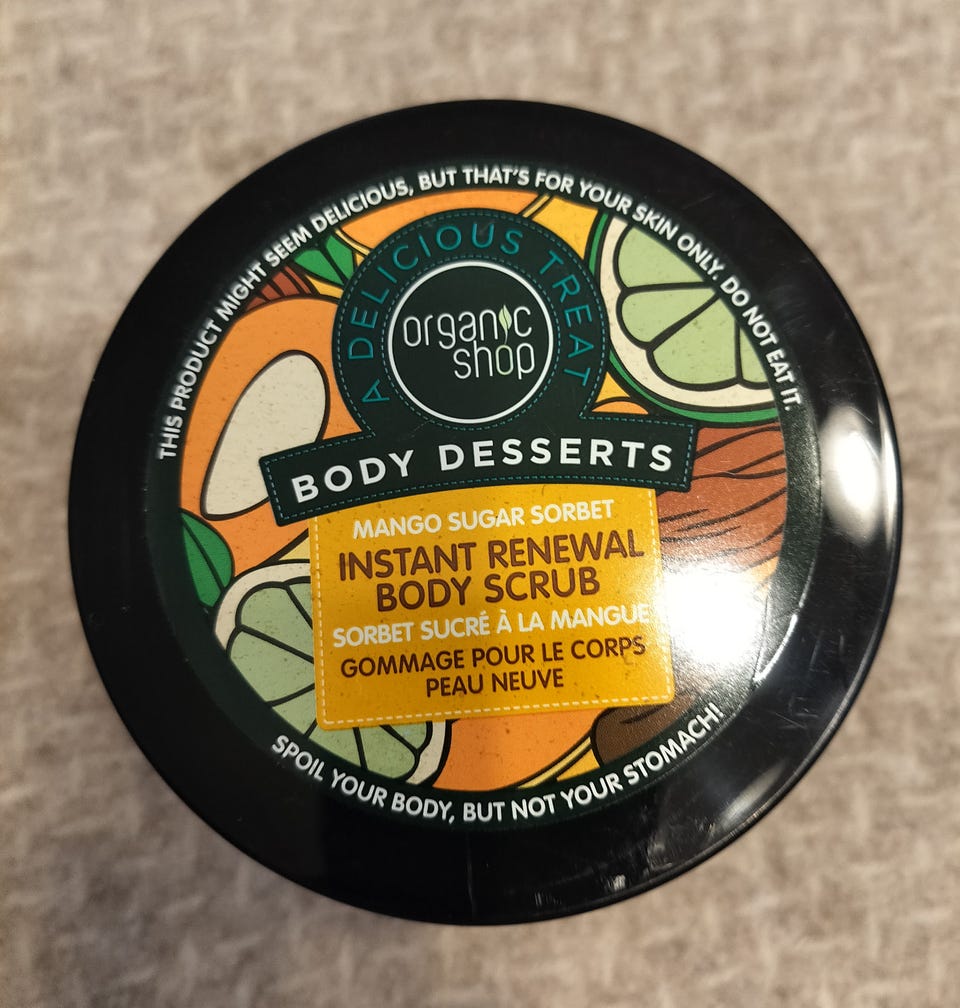 THIS PRODUCT MIGHT SEEM DELICIOUS, BUT THAT'S FOR YOUR SKIN ONLY. DO NOT EAT IT.
A DELICIOUS TREAT
organic
shop
BODY DESSERTS
MANGO SUGAR SORBET
INSTANT RENEWAL
BODY SCRUB
SORBET SUCRÉ À LA MANGUE
GOMMAGE POUR LE CORPS
PEAU NEUVE
SPOIL YOUR BODY, BUT NOT YOUR STOMACH!